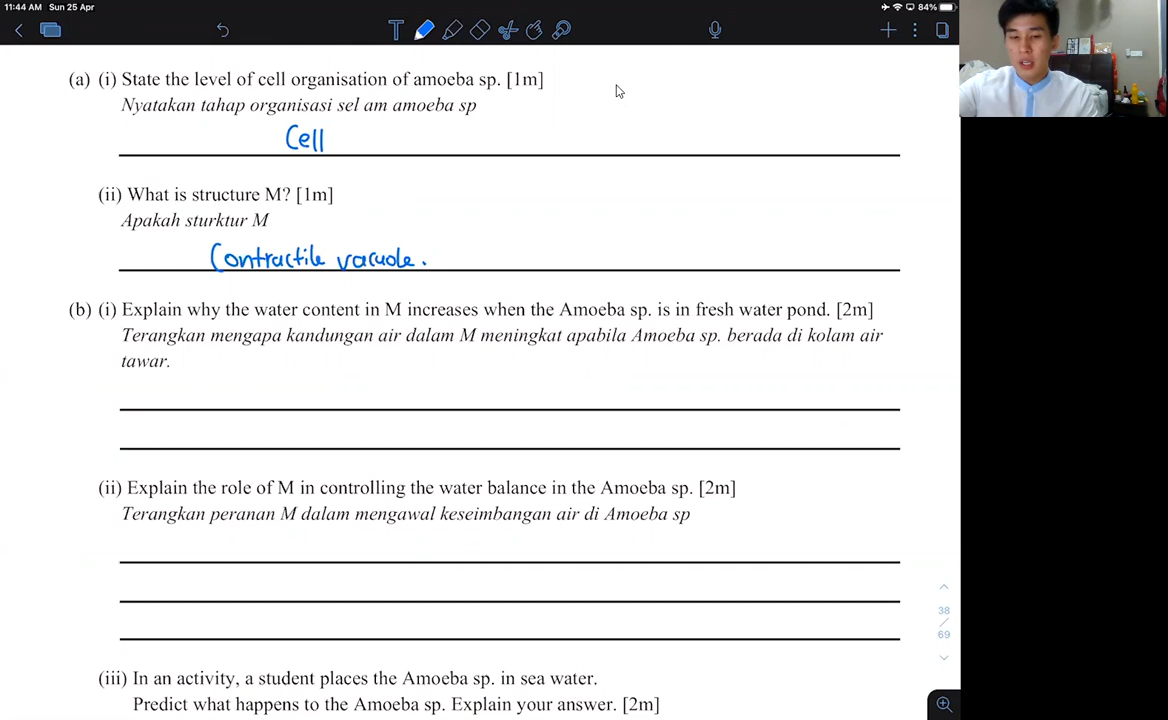 11:44 AM Sun 25 Apr
84%
(a) (i) State the level of cell organisation of amoeba sp. [1m]
Nyatakan tahap organisasi sel am amoeba sp
Cell
(ii) What is structure M? [1m]
Apakah sturktur M
Contractile vacuole.
(b) (i) Explain why the water content in M increases when the Amoeba sp. is in fresh water pond. [2m]
Terangkan mengapa kandungan air dalam M meningkat apabila Amoeba sp. berada di kolam air
tawar.
(ii) Explain the role of M in controlling the water balance in the Amoeba sp. [2m]
Terangkan peranan M dalam mengawal keseimbangan air di Amoeba sp
38
/
69
(iii) In an activity, a student places the Amoeba sp. in sea water.
Predict what happens to the Amoeba sp. Explain your answer. [2m]